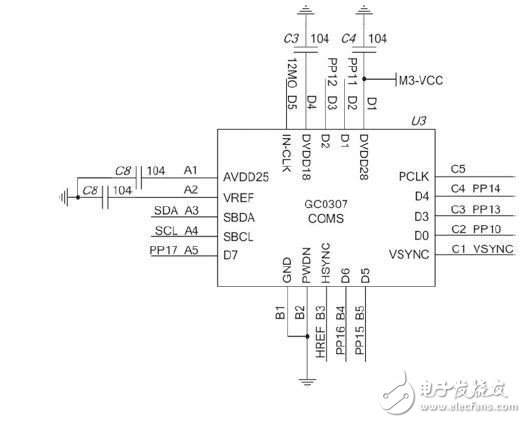 C3 104 C4 104
M3-VCC
12MO D5
D4
PP12 D3
PP11 D2
D1
U3
IN-CLK
DVDD18
D2
D1
DVDD28
C8 104 A1 AVDD25
C8 104 A2 VREF
SDA A3 SBDA
SCL A4 SBCL
PP17 A5 D7
GC0307
COMS
PCLK C5
D4 C4 PP14
D3 C3 PP13
D0 C2 PP10
VSYNC C1 VSYNC
GND
PWDN
HSYNC
D6
D5
B1
B2
HREF B3
PP16 B4
PP15 B5
电子发烧友
www.elecfans.com